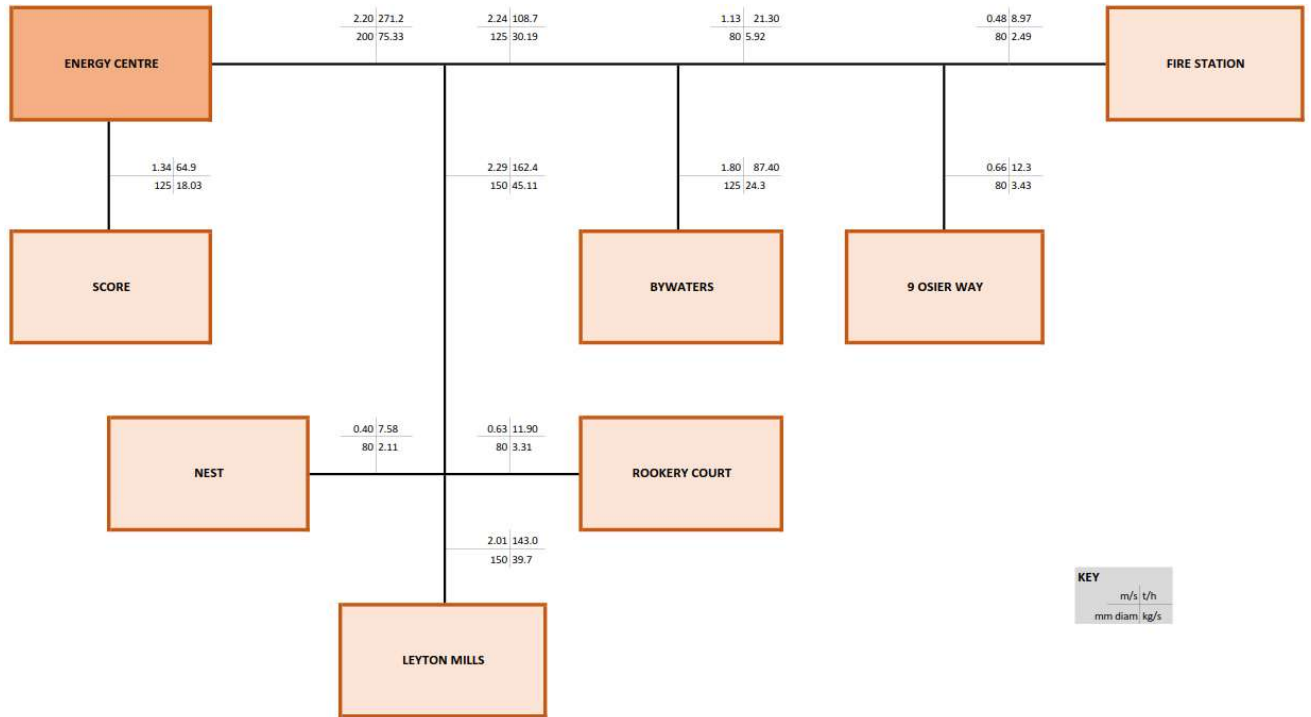 2.20 271.2
200 75.33
2.24 108.7
125 30.19
1.13 21.30
80 5.92
0.48 8.97
80 2.49
ENERGY CENTRE
FIRE STATION
1.34 64.9
125 18.03
2.29 162.4
150 45.11
1.80 87.40
125 24.3
0.66 12.3
80 3.43
SCORE
BYWATERS
9 OSIER WAY
0.40 7.58
80 2.11
0.63 11.90
80 3.31
NEST
ROOKERY COURT
2.01 143.0
150 39.7
KEY
m/s t/h
mm diam kg/s
LEYTON MILLS